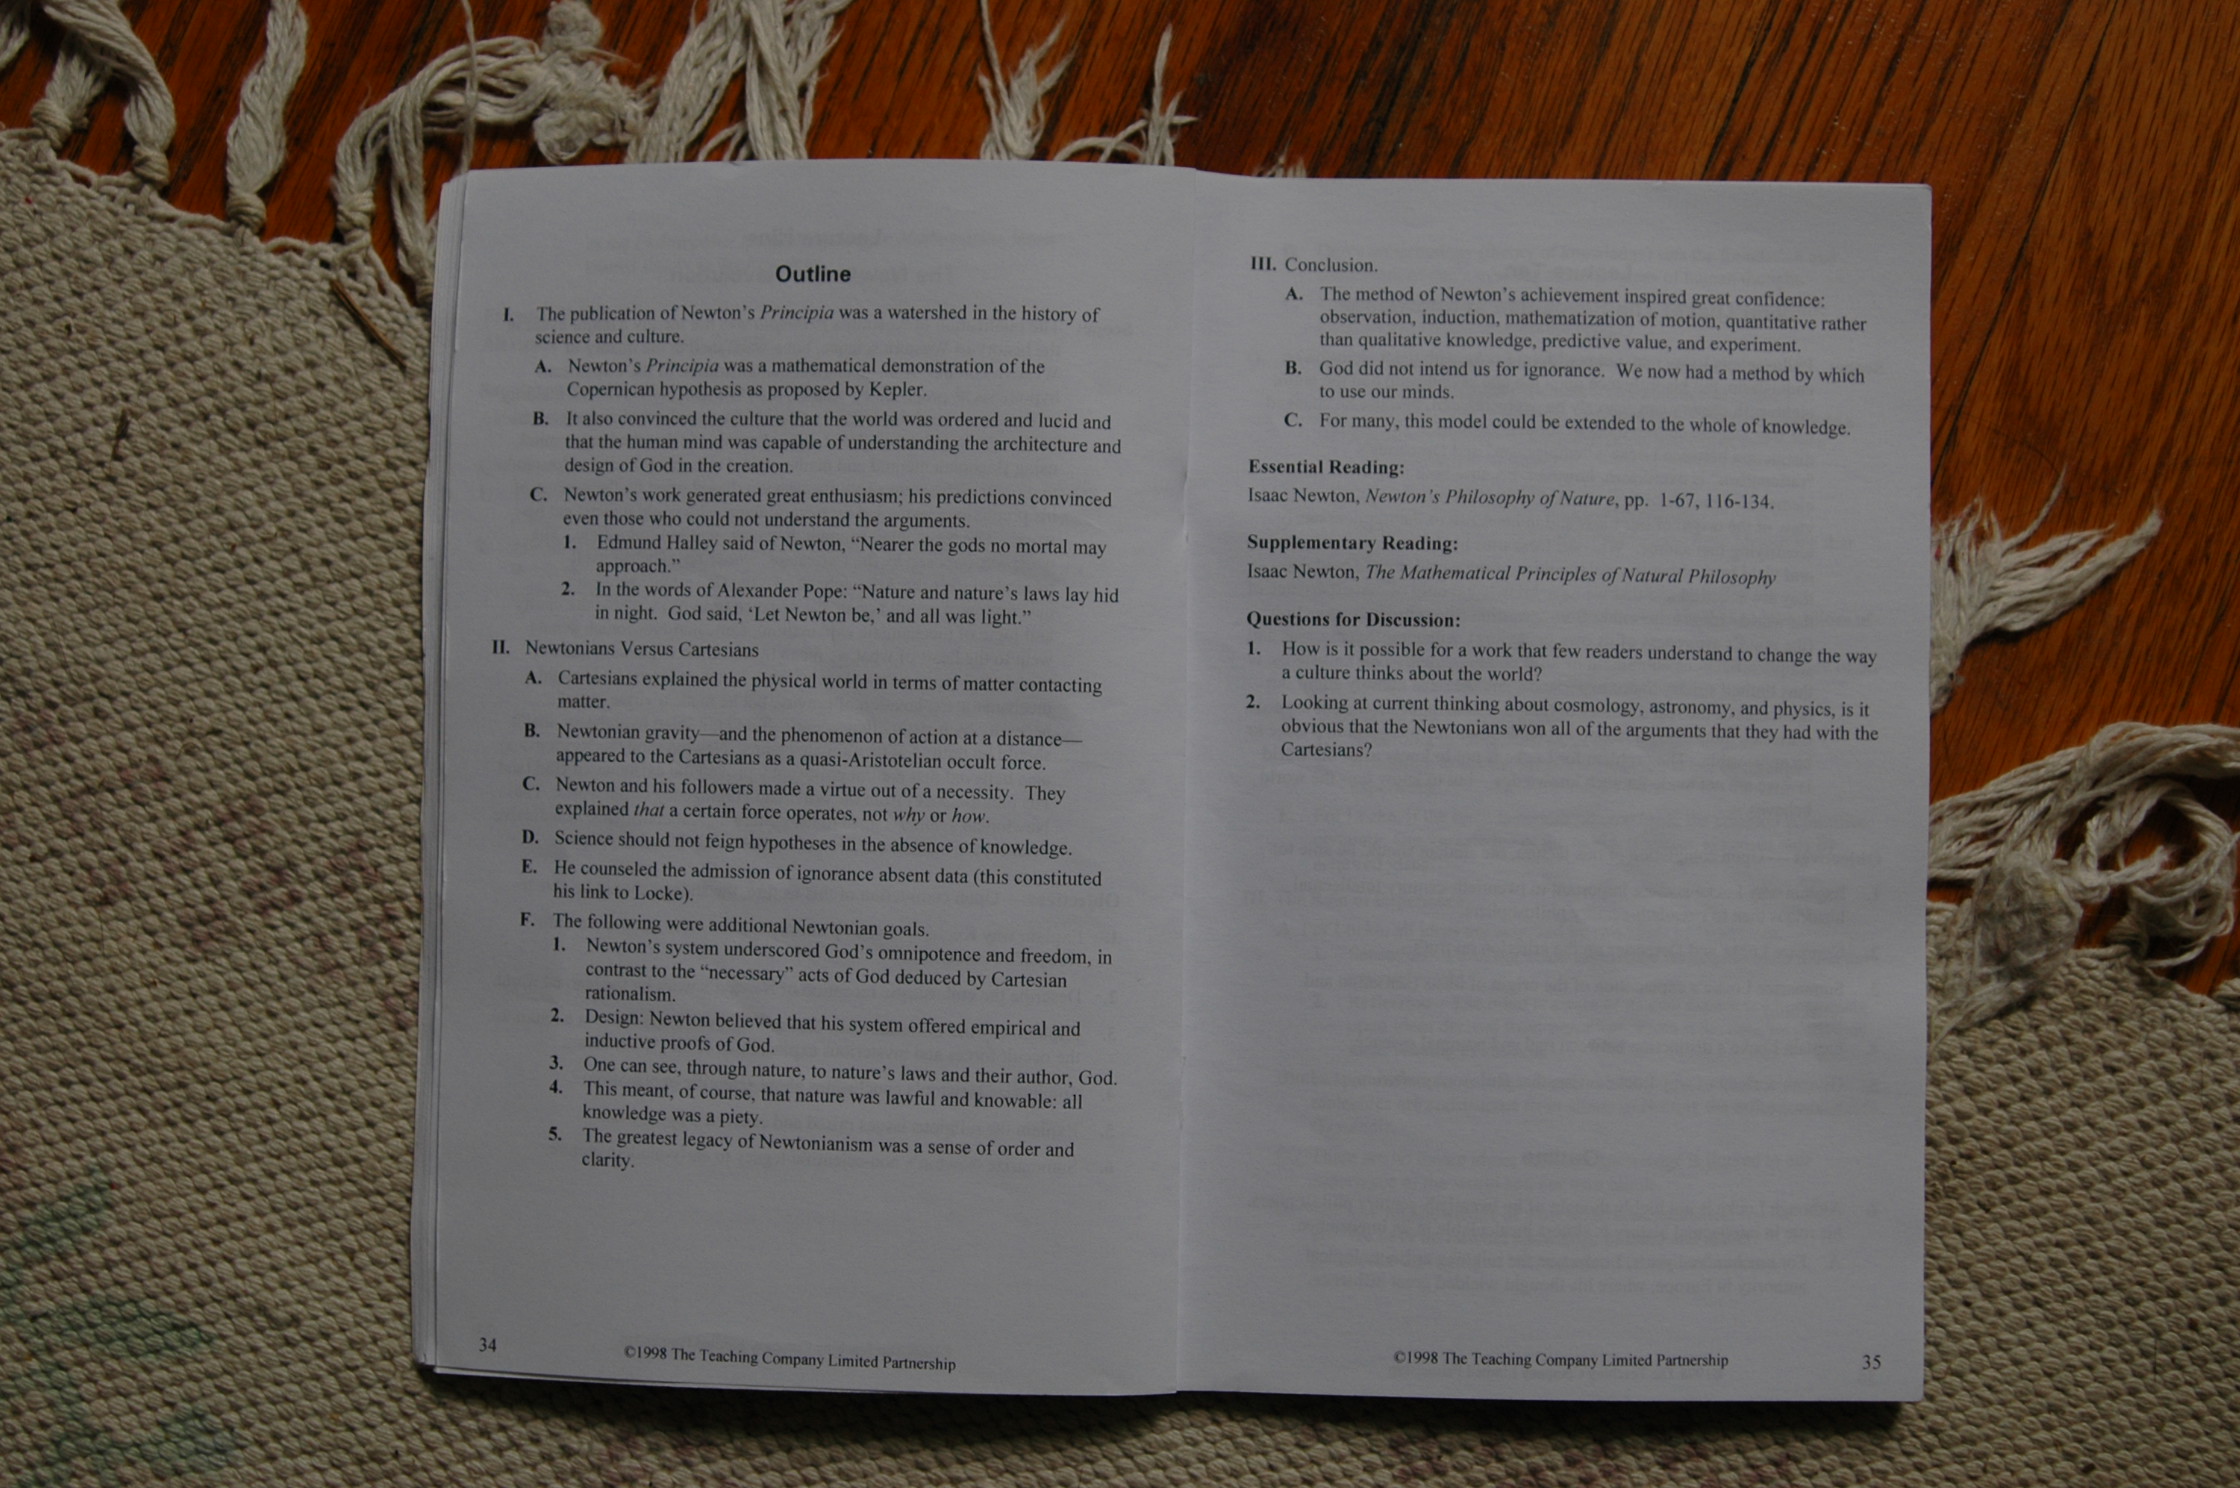 Outline
I. The publication of Newton's Principia was a watershed in the history of
science and culture.
A. Newton's Principia was a mathematical demonstration of the
Copernican hypothesis as proposed by Kepler.
B. It also convinced the culture that the world was ordered and lucid and
that the human mind was capable of understanding the architecture and
design of God in the creation.
C. Newton's work generated great enthusiasm; his predictions convinced
even those who could not understand the arguments.
1. Edmund Halley said of Newton, “Nearer the gods no mortal may
approach.”
2. In the words of Alexander Pope: “Nature and nature's laws lay hid
in night. God said, ‘Let Newton be,’ and all was light.”
II. Newtonians Versus Cartesians
A. Cartesians explained the physical world in terms of matter contacting
matter.
B. Newtonian gravity—and the phenomenon of action at a distance—
appeared to the Cartesians as a quasi-Aristotelian occult force.
C. Newton and his followers made a virtue out of a necessity. They
explained that a certain force operates, not why or how.
D. Science should not feign hypotheses in the absence of knowledge.
E. He counseled the admission of ignorance absent data (this constituted
his link to Locke).
F. The following were additional Newtonian goals.
1. Newton's system underscored God's omnipotence and freedom, in
contrast to the “necessary” acts of God deduced by Cartesian
rationalism.
2. Design: Newton believed that his system offered empirical and
inductive proofs of God.
3. One can see, through nature, to nature's laws and their author, God.
4. This meant, of course, that nature was lawful and knowable: all
knowledge was a piety.
5. The greatest legacy of Newtonianism was a sense of order and
clarity.
34 ©1998 The Teaching Company Limited Partnership
III. Conclusion.
A. The method of Newton's achievement inspired great confidence:
observation, induction, mathematization of motion, quantitative rather
than qualitative knowledge, predictive value, and experiment.
B. God did not intend us for ignorance. We now had a method by which
to use our minds.
C. For many, this model could be extended to the whole of knowledge.
Essential Reading:
Isaac Newton, Newton's Philosophy of Nature, pp. 1-67, 116-134.
Supplementary Reading:
Isaac Newton, The Mathematical Principles of Natural Philosophy
Questions for Discussion:
1. How is it possible for a work that few readers understand to change the way
a culture thinks about the world?
2. Looking at current thinking about cosmology, astronomy, and physics, is it
obvious that the Newtonians won all of the arguments that they had with the
Cartesians?
©1998 The Teaching Company Limited Partnership 35